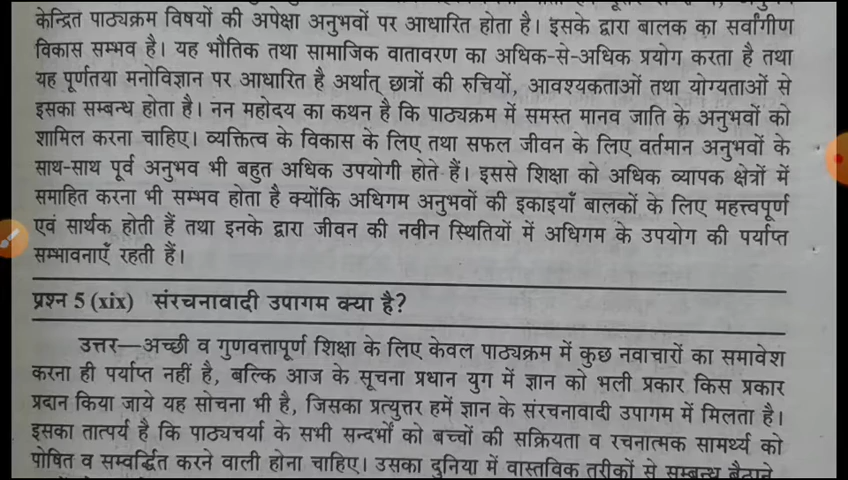 केन्द्रित पाठ्यक्रम विषयों की अपेक्षा अनुभवों पर आधारित होता है। इसके द्वारा बालक का सर्वांगीण
विकास सम्भव है। यह भौतिक तथा सामाजिक वातावरण का अधिक-से-अधिक प्रयोग करता है तथा
यह पूर्णतया मनोविज्ञान पर आधारित है अर्थात् छात्रों की रुचियों, आवश्यकताओं तथा योग्यताओं से
इसका सम्बन्ध होता है। नन महोदय का कथन है कि पाठ्यक्रम में समस्त मानव जाति के अनुभवों को
शामिल करना चाहिए। व्यक्तित्व के विकास के लिए तथा सफल जीवन के लिए वर्तमान अनुभवों के
साथ-साथ पूर्व अनुभव भी बहुत अधिक उपयोगी होते हैं। इससे शिक्षा को अधिक व्यापक क्षेत्रों में
समाहित करना भी सम्भव होता है क्योंकि अधिगम अनुभवों की इकाइयाँ बालकों के लिए महत्त्वपूर्ण
एवं सार्थक होती हैं तथा इनके द्वारा जीवन की नवीन स्थितियों में अधिगम के उपयोग की पर्याप्त
सम्भावनाएँ रहती हैं।
प्रश्न 5 (xix) संरचनावादी उपागम क्या है?
उत्तर—अच्छी व गुणवत्तापूर्ण शिक्षा के लिए केवल पाठ्यक्रम में कुछ नवाचारों का समावेश
करना ही पर्याप्त नहीं है, बल्कि आज के सूचना प्रधान युग में ज्ञान को भली प्रकार किस प्रकार
प्रदान किया जाये यह सोचना भी है, जिसका प्रत्युत्तर हमें ज्ञान के संरचनावादी उपागम में मिलता है।
इसका तात्पर्य है कि पाठ्यचर्या के सभी सन्दर्भों को बच्चों की सक्रियता व रचनात्मक सामर्थ्य को
पोषित व सम्वर्द्धित करने वाली होना चाहिए। उसका दुनिया में वास्तविक तरीकों से सम्बन्ध बैठाने